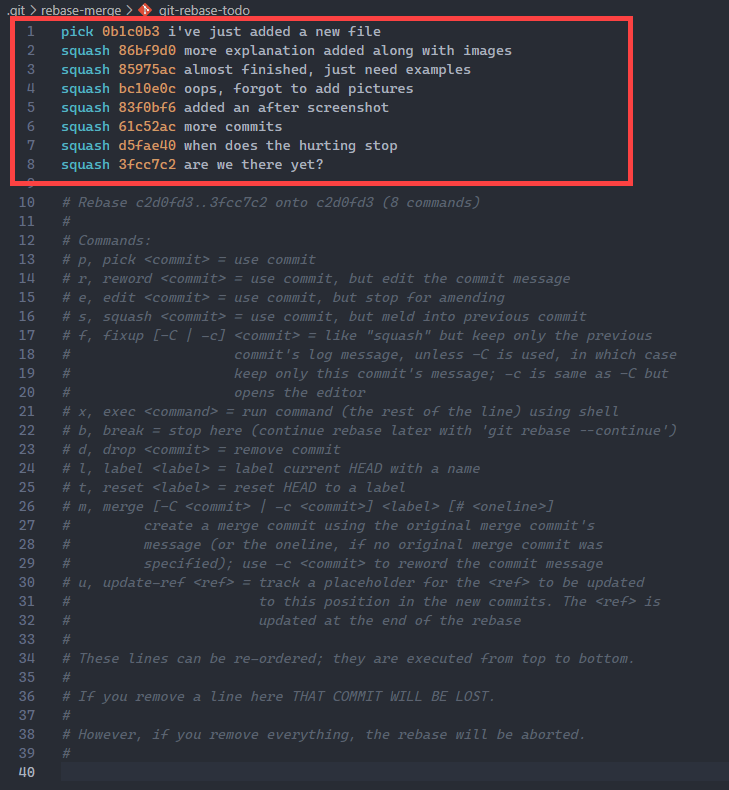 .git > rebase-merge > git-rebase-todo
1 pick 0b1c0b3 i've just added a new file
2 squash 86bf9d0 more explanation added along with images
3 squash 85975ac almost finished, just need examples
4 squash bc10e0c oops, forgot to add pictures
5 squash 83f0bf6 added an after screenshot
6 squash 61c52ac more commits
7 squash d5fae40 when does the hurting stop
8 squash 3fcc7c2 are we there yet?
9
10 # Rebase c2d0fd3..3fcc7c2 onto c2d0fd3 (8 commands)
11 #
12 # Commands:
13 # p, pick <commit> = use commit
14 # r, reword <commit> = use commit, but edit the commit message
15 # e, edit <commit> = use commit, but stop for amending
16 # s, squash <commit> = use commit, but meld into previous commit
17 # f, fixup [-C | -c] <commit> = like "squash" but keep only the previous
18 #                    commit's log message, unless -C is used, in which case
19 #                    keep only this commit's message; -c is same as -C but
20 #                    opens the editor
21 # x, exec <command> = run command (the rest of the line) using shell
22 # b, break = stop here (continue rebase later with 'git rebase --continue')
23 # d, drop <commit> = remove commit
24 # l, label <label> = label current HEAD with a name
25 # t, reset <label> = reset HEAD to a label
26 # m, merge [-C <commit> | -c <commit>] <label> [# <oneline>]
27 #         create a merge commit using the original merge commit's
28 #         message (or the oneline, if no original merge commit was
29 #         specified); use -c <commit> to reword the commit message
30 # u, update-ref <ref> = track a placeholder for the <ref> to be updated
31 #                       to this position in the new commits. The <ref> is
32 #                       updated at the end of the rebase
33 #
34 # These lines can be re-ordered; they are executed from top to bottom.
35 #
36 # If you remove a line here THAT COMMIT WILL BE LOST.
37 #
38 # However, if you remove everything, the rebase will be aborted.
39 #
40